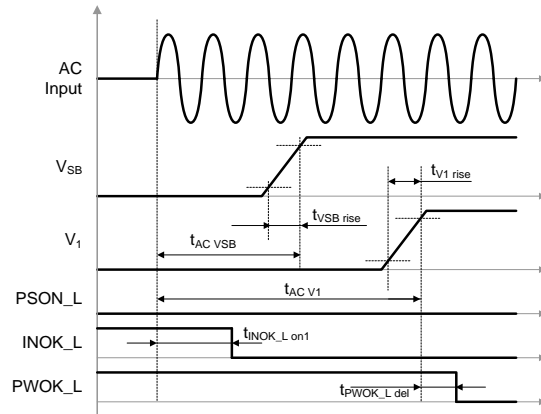 AC
Input
VSB
tV1 rise
tVSB rise
V1
tAC VSB
tAC V1
PSON_L
tINOK_L on1
INOK_L
PWOK_L
tPWOK_L del